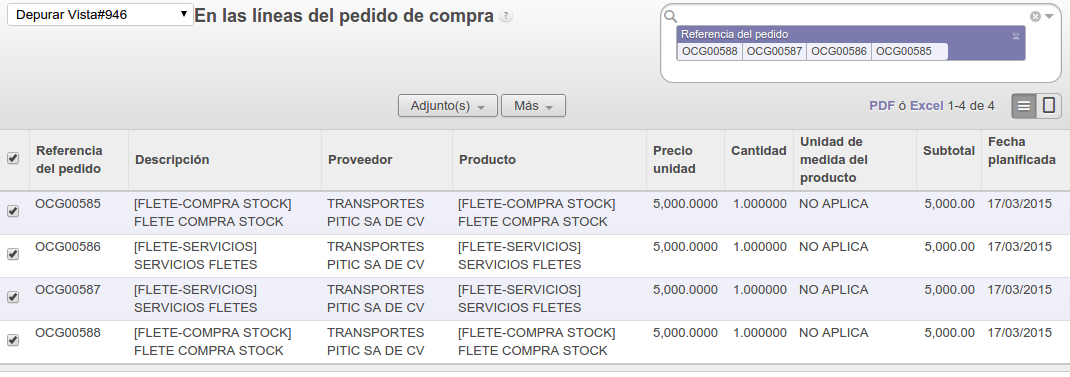 Depurar Vista#946 En las líneas del pedido de compra ?
Referencia del pedido
OCG00588 OCG00587 OCG00586 OCG00585
Adjunto(s) Más PDF ó Excel 1-4 de 4
Referencia del pedido Descripción Proveedor Producto Precio unidad Cantidad Unidad de medida del producto Subtotal Fecha planificada
OCG00585 [FLETE-COMPRA STOCK] TRANSPORTES [FLETE-COMPRA STOCK] 5,000.0000 1.000000 NO APLICA 5,000.00 17/03/2015
FLETE COMPRA STOCK PITIC SA DE CV FLETE COMPRA STOCK
OCG00586 [FLETE-SERVICIOS] TRANSPORTES [FLETE-SERVICIOS] 5,000.0000 1.000000 NO APLICA 5,000.00 17/03/2015
SERVICIOS FLETES PITIC SA DE CV SERVICIOS FLETES
OCG00587 [FLETE-SERVICIOS] TRANSPORTES [FLETE-SERVICIOS] 5,000.0000 1.000000 NO APLICA 5,000.00 17/03/2015
SERVICIOS FLETES PITIC SA DE CV SERVICIOS FLETES
OCG00588 [FLETE-COMPRA STOCK] TRANSPORTES [FLETE-COMPRA STOCK] 5,000.0000 1.000000 NO APLICA 5,000.00 17/03/2015
FLETE COMPRA STOCK PITIC SA DE CV FLETE COMPRA STOCK